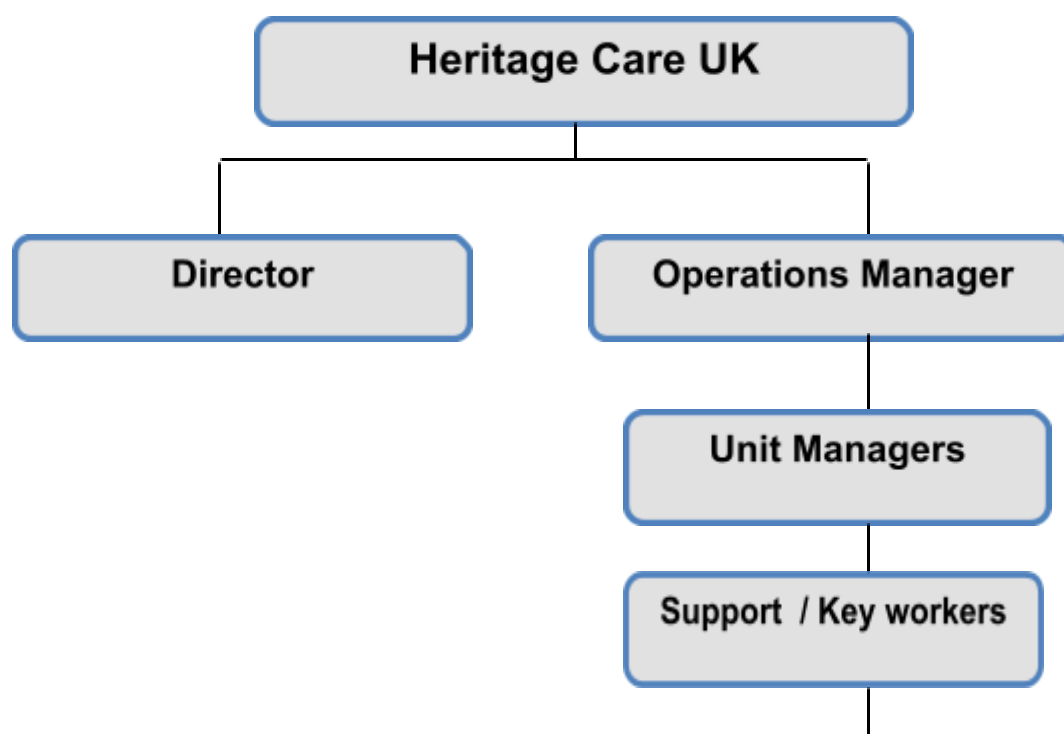 Heritage Care UK
Director
Operations Manager
Unit Managers
Support / Key workers